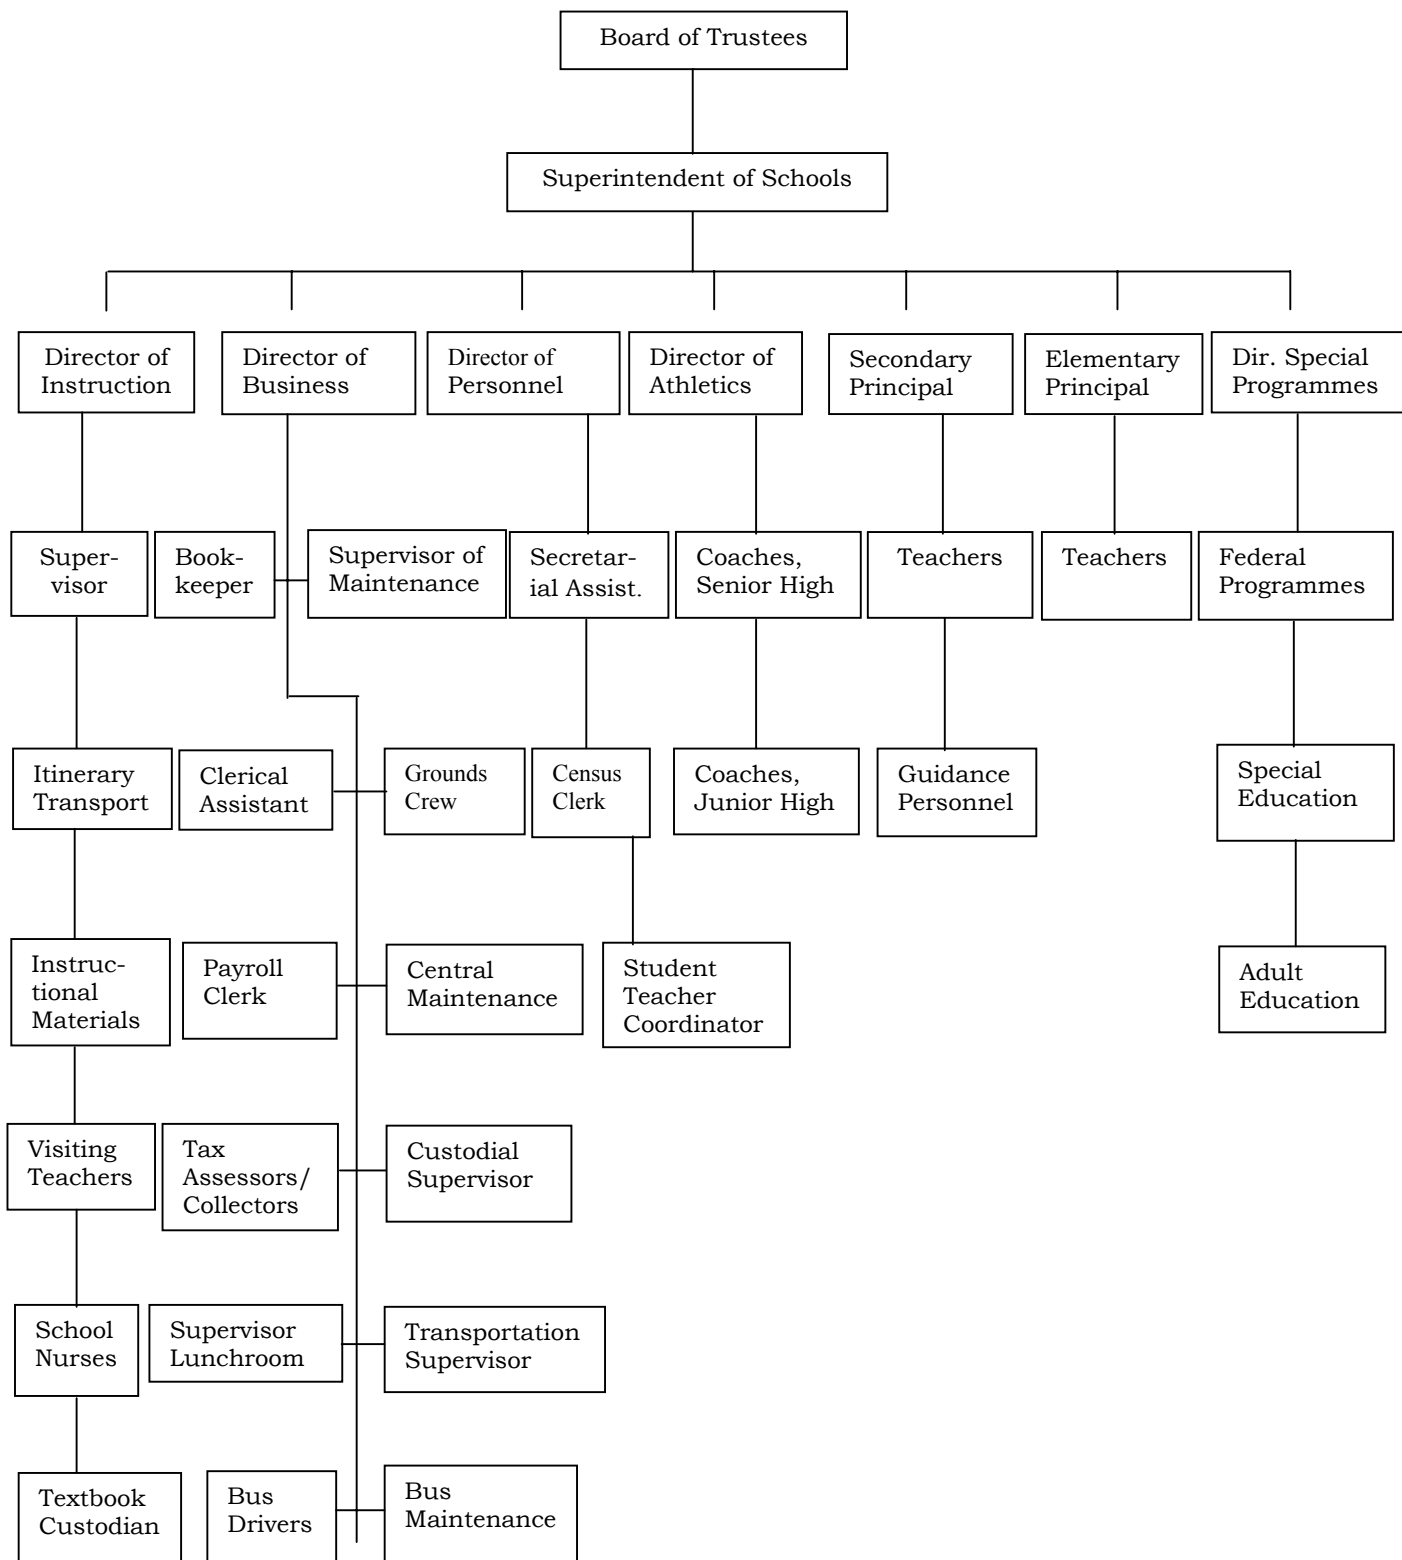 Board of Trustees
Superintendent of Schools
Director of
Instruction
Director of
Business
Director of
Personnel
Director of
Athletics
Secondary
Principal
Elementary
Principal
Dir. Special
Programmes
Super-
visor
Book-
keeper
Supervisor of
Maintenance
Secretar-
ial Assist.
Coaches,
Senior High
Teachers
Teachers
Federal
Programmes
Itinerary
Transport
Clerical
Assistant
Grounds
Crew
Census
Clerk
Coaches,
Junior High
Guidance
Personnel
Special
Education
Instruc-
tional
Materials
Payroll
Clerk
Central
Maintenance
Student
Teacher
Coordinator
Adult
Education
Visiting
Teachers
Tax
Assessors/
Collectors
Custodial
Supervisor
School
Nurses
Supervisor
Lunchroom
Transportation
Supervisor
Textbook
Custodian
Bus
Drivers
Bus
Maintenance